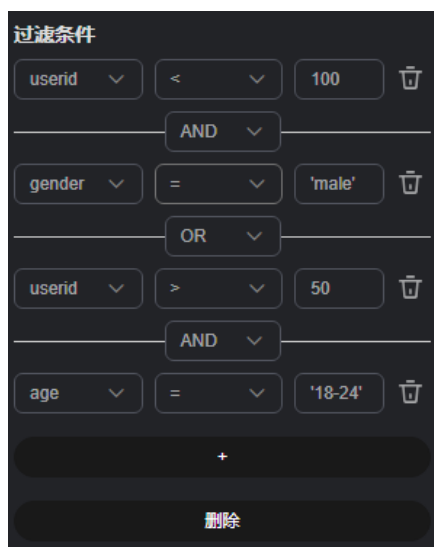 过滤条件
userid < 100
AND
gender = 'male'
OR
userid > 50
AND
age = '18-24'
+
删除